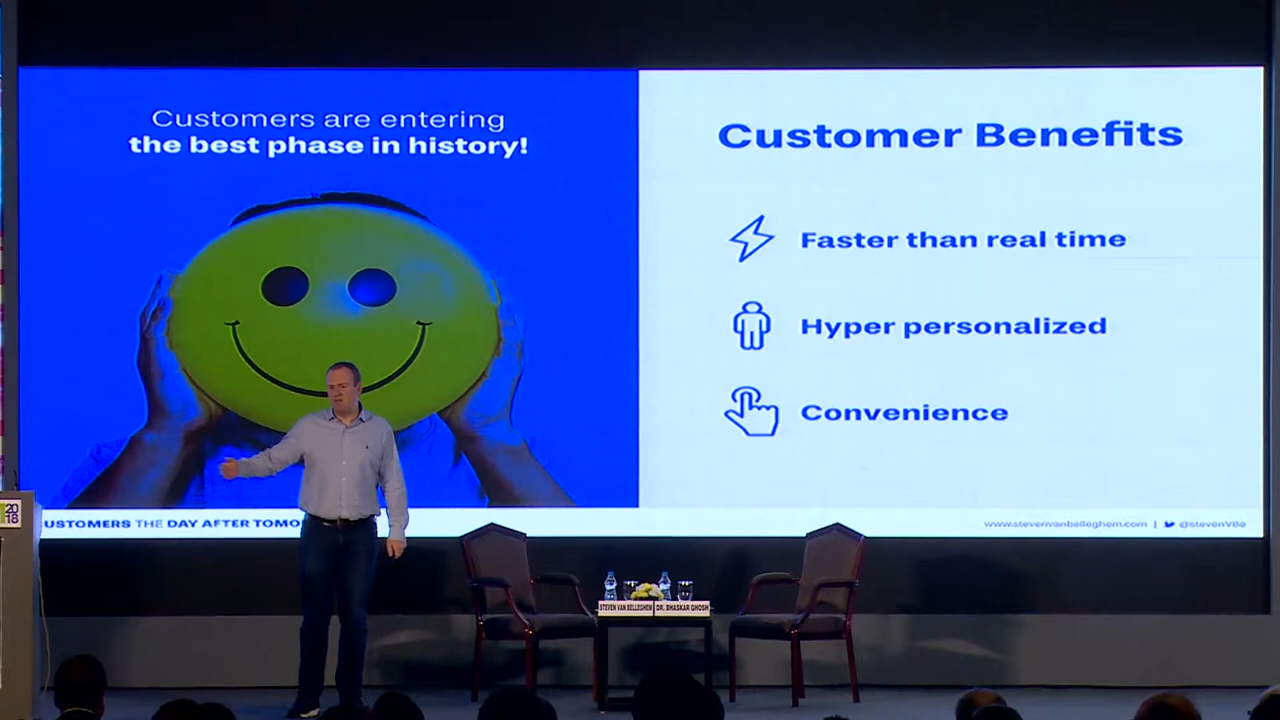 Customers are entering
the best phase in history!
Customer Benefits
Faster than real time
Hyper personalized
Convenience
CUSTOMERS THE DAY AFTER TOMO
www.stevenvanbelleghem.com | @stevenVBe
2018
STEVEN VAN BELLEGHEM
DR. BHASKAR GHOSH